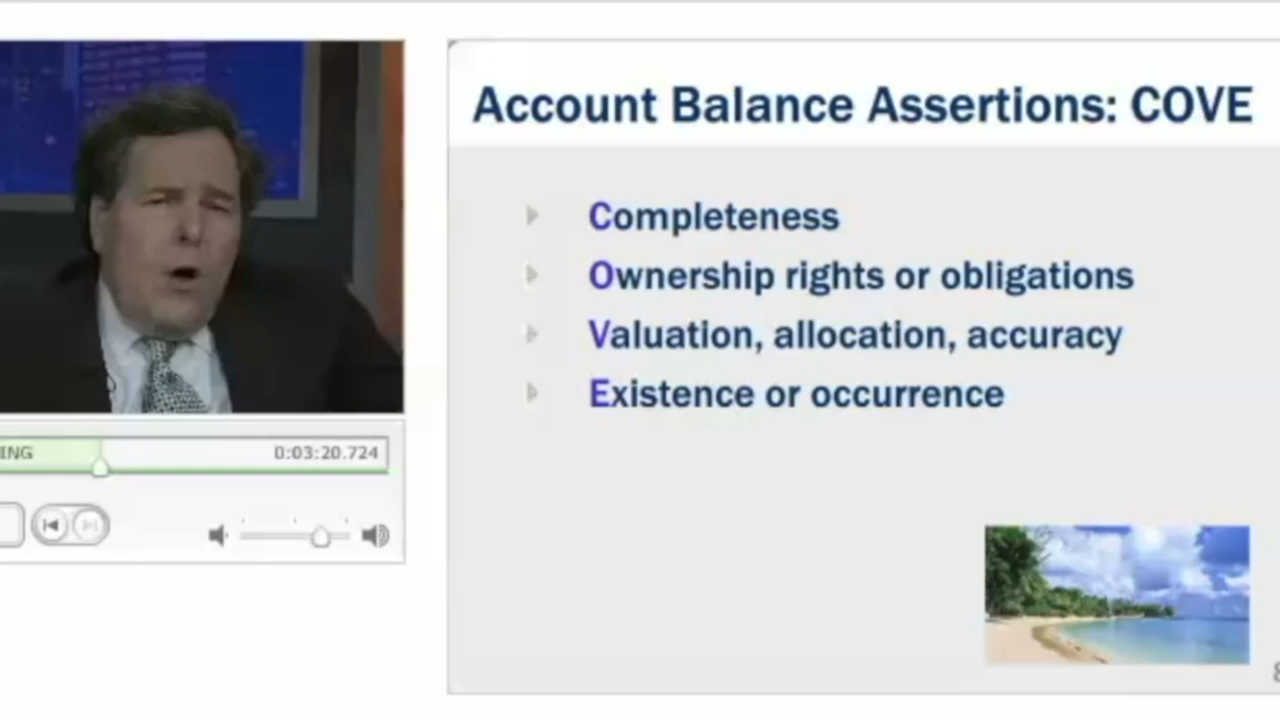 Account Balance Assertions: COVE
Completeness
Ownership rights or obligations
Valuation, allocation, accuracy
Existence or occurrence
ING
0:03:20.724